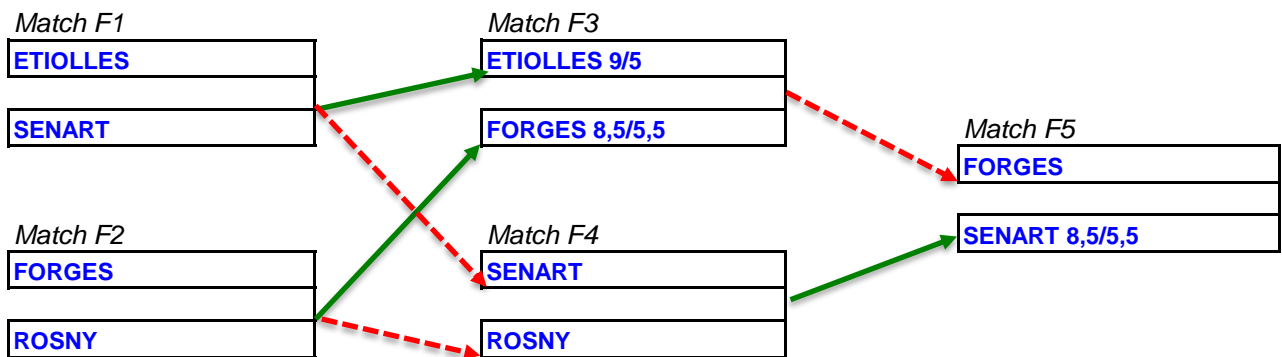 Match F1
ETIOLLES
SENART
Match F2
FORGES
ROSNY
Match F3
ETIOLLES 9/5
FORGES 8,5/5,5
Match F4
SENART
ROSNY
Match F5
FORGES
SENART 8,5/5,5